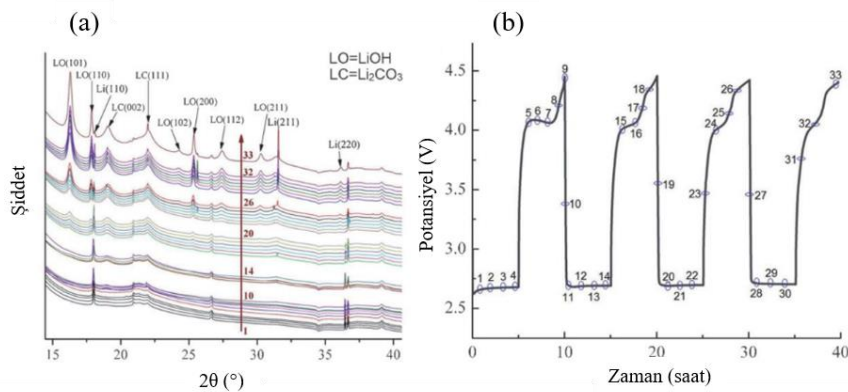 (a)
LO=LiOH
LC=Li₂CO₃
LO(101)
LO(110)
Li(110)
LC(002)
LC(111)
LO(102)
LO(200)
LO(112)
LO(211)
Li(211)
Li(220)
33
32
26
20
14
10
1
Şiddet
15 20 25 30 35 40
2θ (°)
(b)
Potansiyel (V)
4.5
4.0
3.5
3.0
2.5
0 10 20 30 40
Zaman (saat)
1 2 3 4
5 6 7 8 9
10
11 12 13 14
15 16 17 18
19
20 21 22
23
24 25 26
27
28 29 30
31
32
33